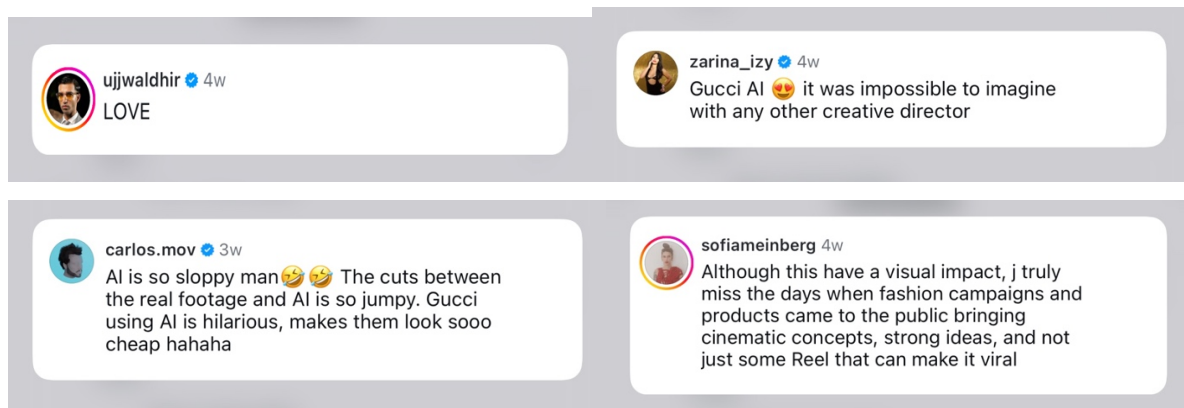 ujjwaldhir 4w
LOVE
zarina_izy 4w
Gucci AI 😍 it was impossible to imagine
with any other creative director
carlos.mov 3w
AI is so sloppy man🤣🤣 The cuts between
the real footage and AI is so jumpy. Gucci
using AI is hilarious, makes them look sooo
cheap hahaha
sofiameinberg 4w
Although this have a visual impact, j truly
miss the days when fashion campaigns and
products came to the public bringing
cinematic concepts, strong ideas, and not
just some Reel that can make it viral